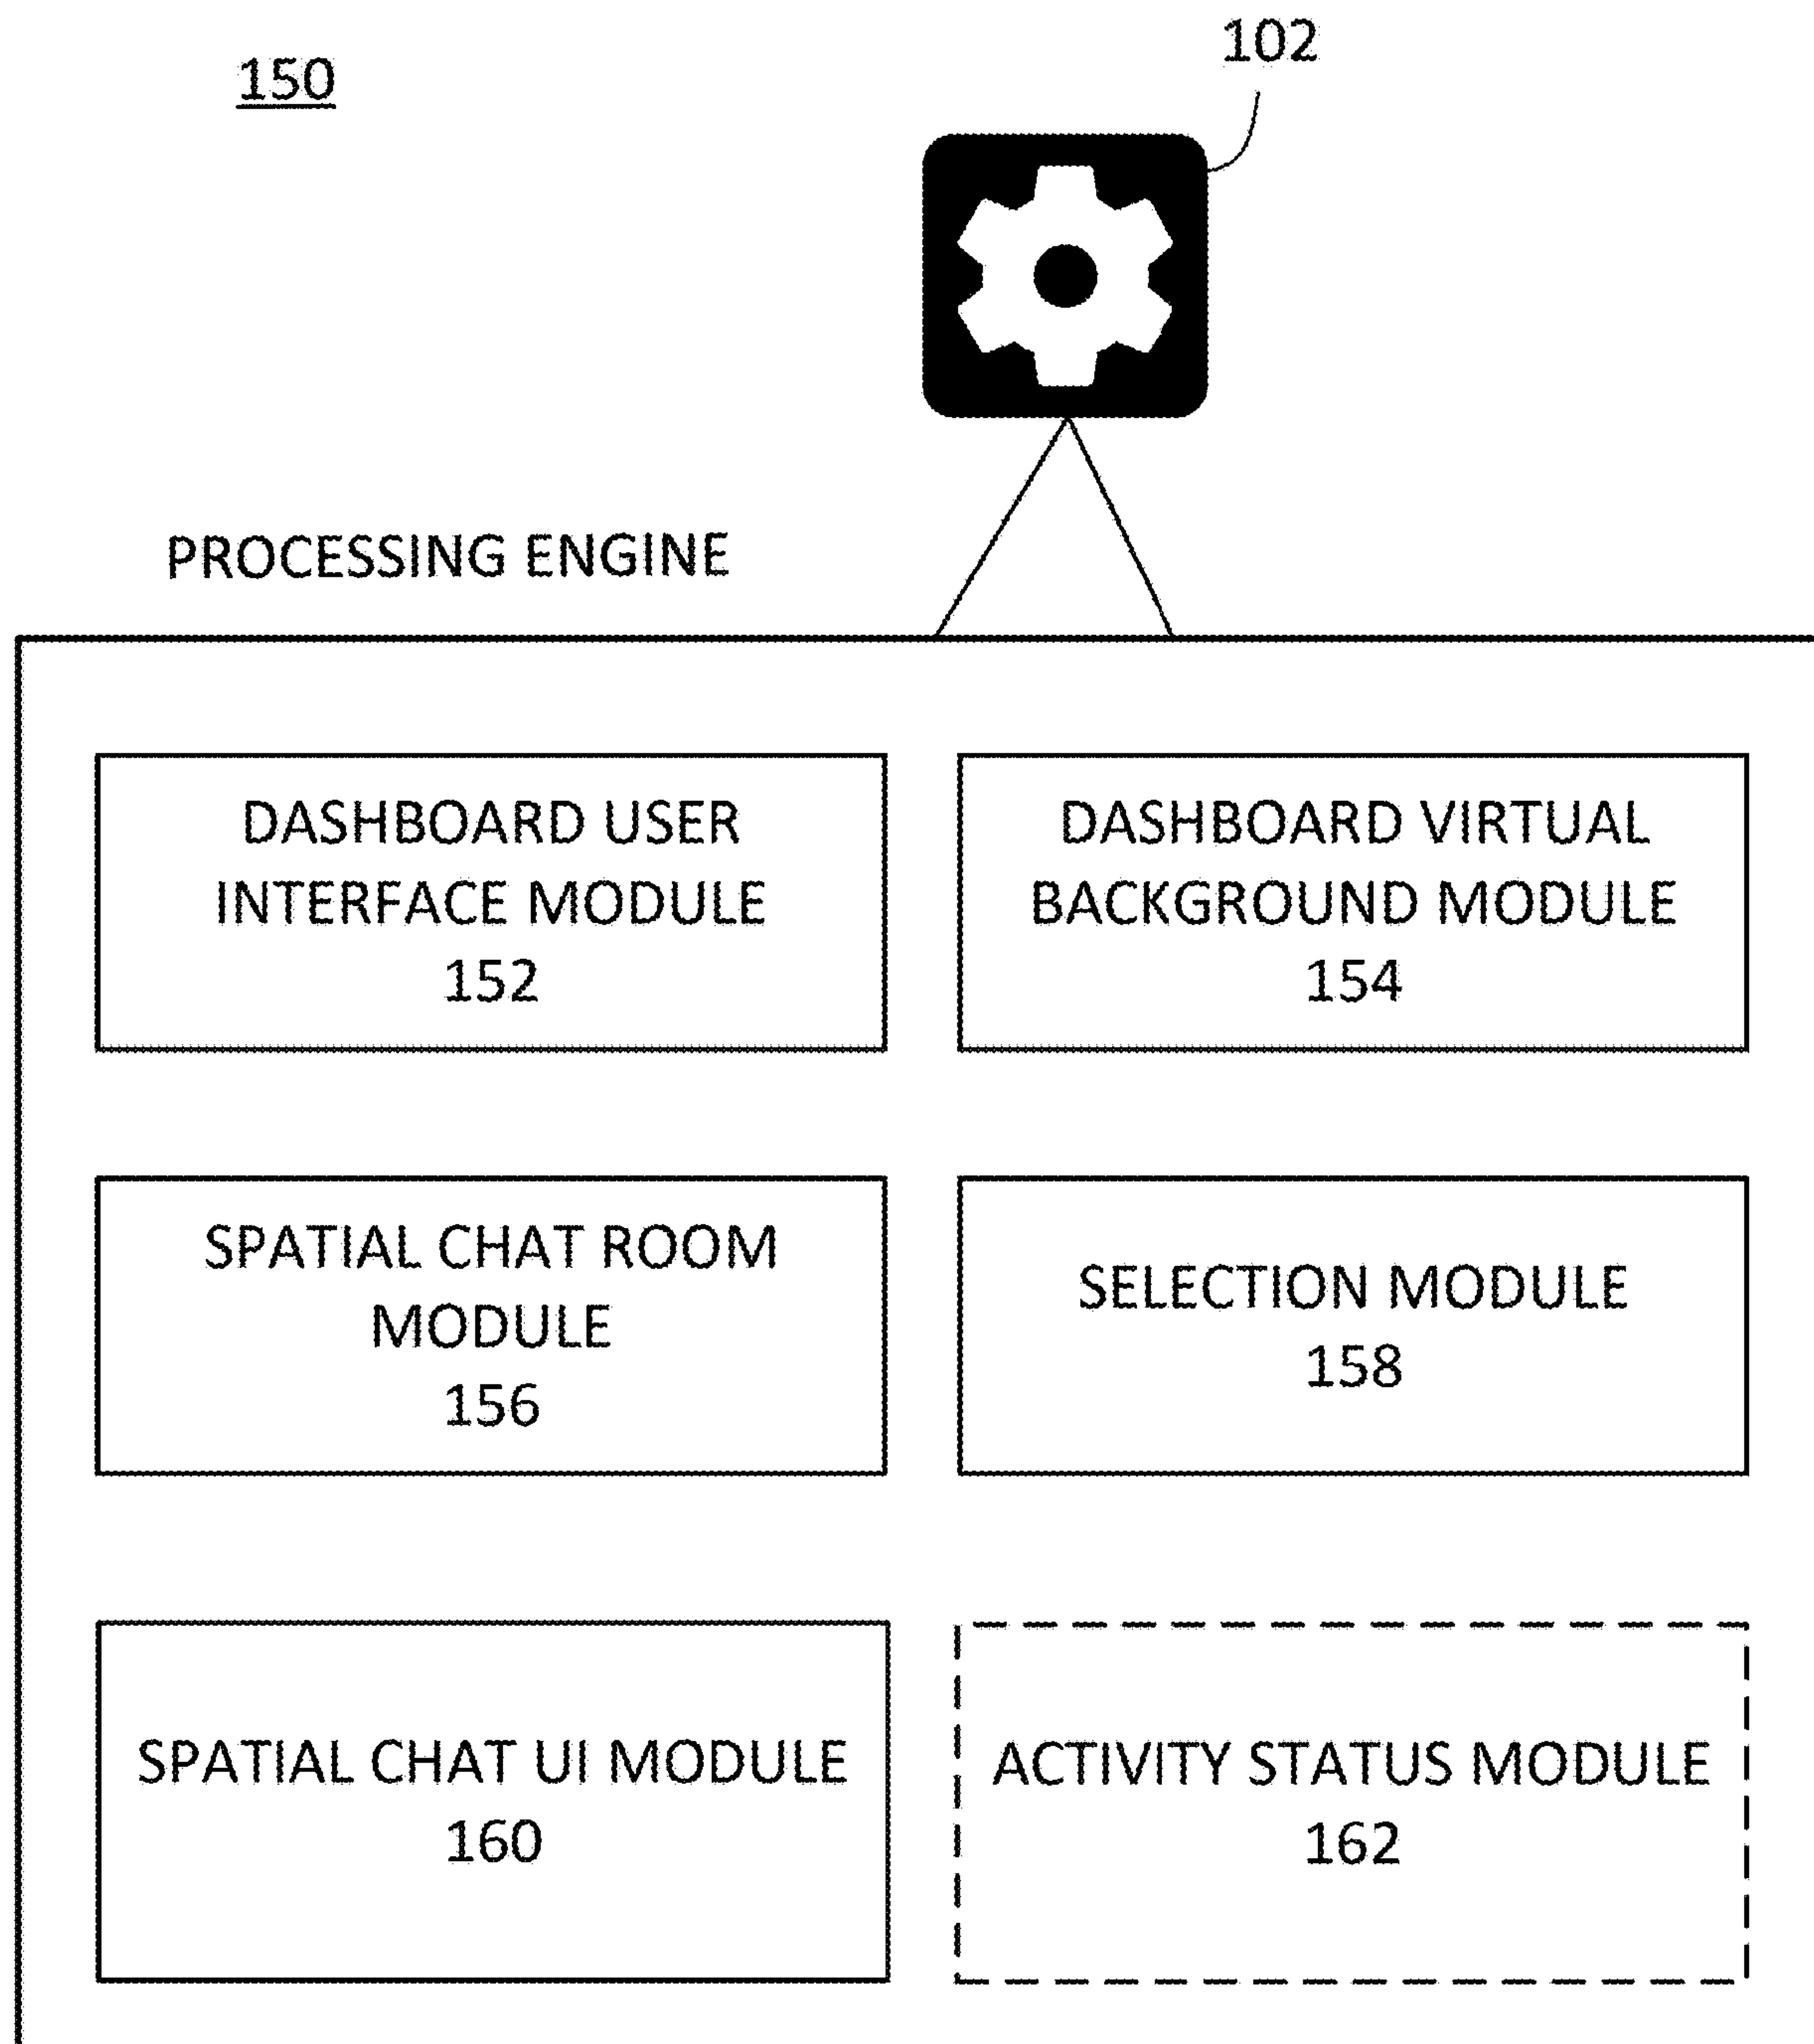 150
102
PROCESSING ENGINE
DASHBOARD USER
INTERFACE MODULE
152
DASHBOARD VIRTUAL
BACKGROUND MODULE
154
SPATIAL CHAT ROOM
MODULE
156
SELECTION MODULE
158
SPATIAL CHAT UI MODULE
160
ACTIVITY STATUS MODULE
162